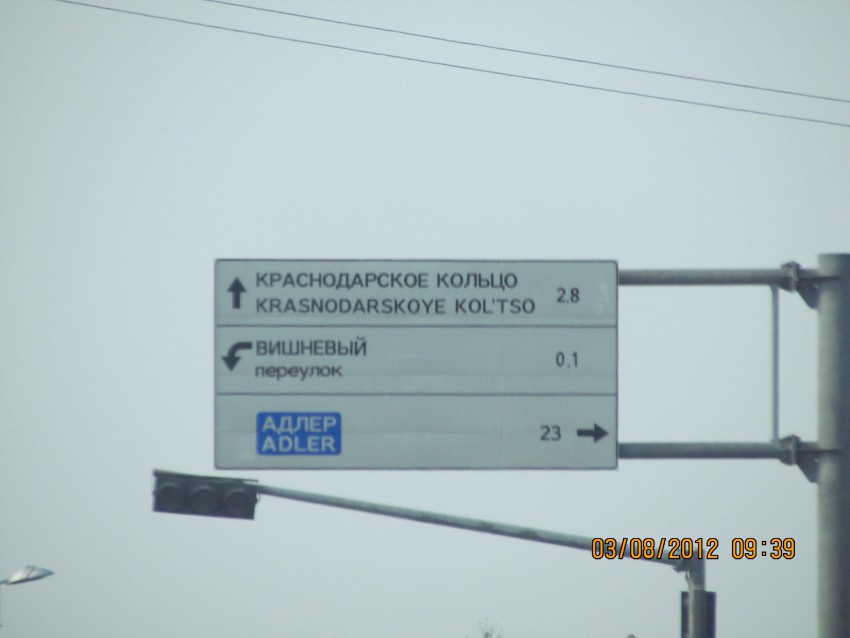 КРАСНОДАРСКОЕ КОЛЬЦО
KRASNODARSKOYE KOL'TSO
2.8
ВИШНЕВЫЙ
переулок
0.1
АДЛЕР
ADLER
23
03/08/2012 09:39